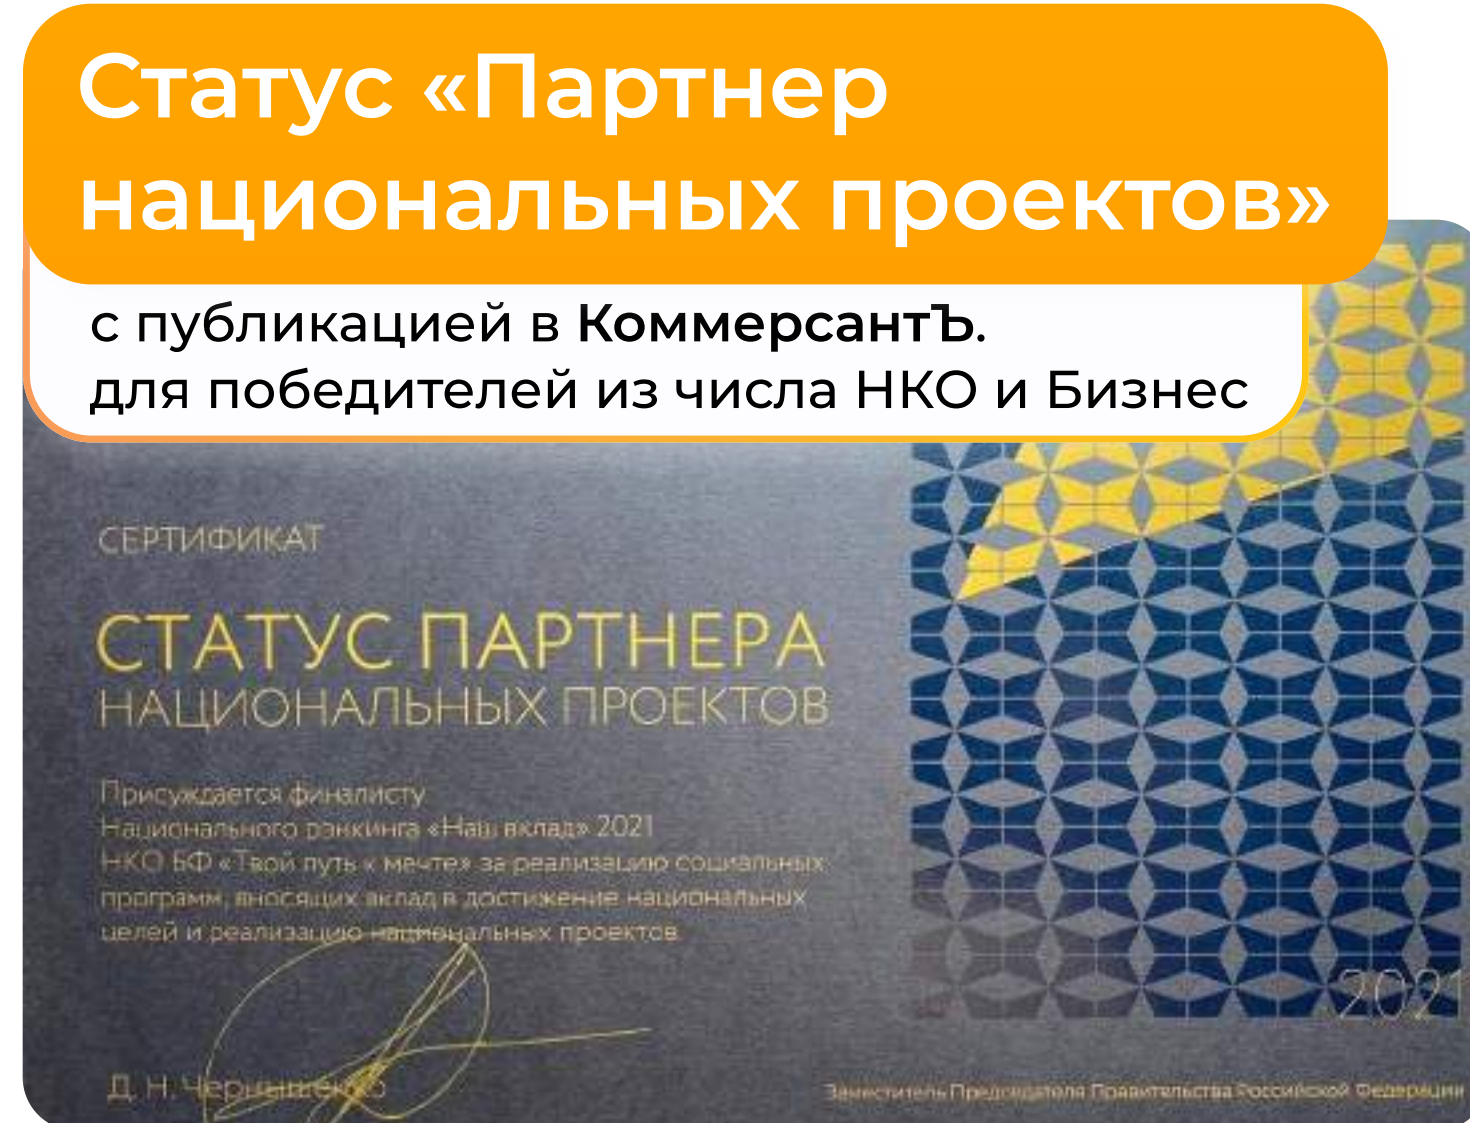 Статус «Партнер
национальных проектов»
с публикацией в КоммерсантЪ.
для победителей из числа НКО и Бизнес
СЕРТИФИКАТ
СТАТУС ПАРТНЕРА
НАЦИОНАЛЬНЫХ ПРОЕКТОВ
Присуждается финалисту
Национального рэнкинга «Наш вклад» 2021
НКО БФ «Твой путь к мечте» за реализацию социальных
программ, вносящих вклад в достижение национальных
целей и реализацию национальных проектов
2021
Д. Н. Чернышенко
Заместитель Председателя Правительства Российской Федерации